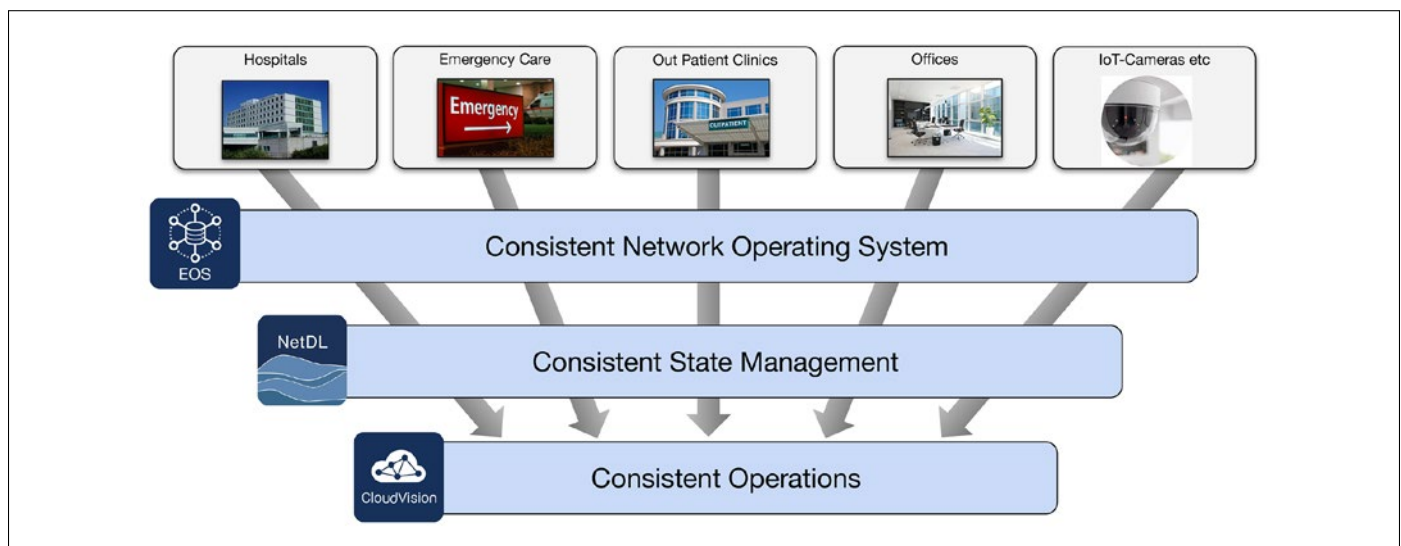 Hospitals
Emergency Care
Out Patient Clinics
Offices
IoT-Cameras etc
Emergency
OUTPATIENT
Consistent Network Operating System
EOS
NetDL
Consistent State Management
Consistent Operations
CloudVision